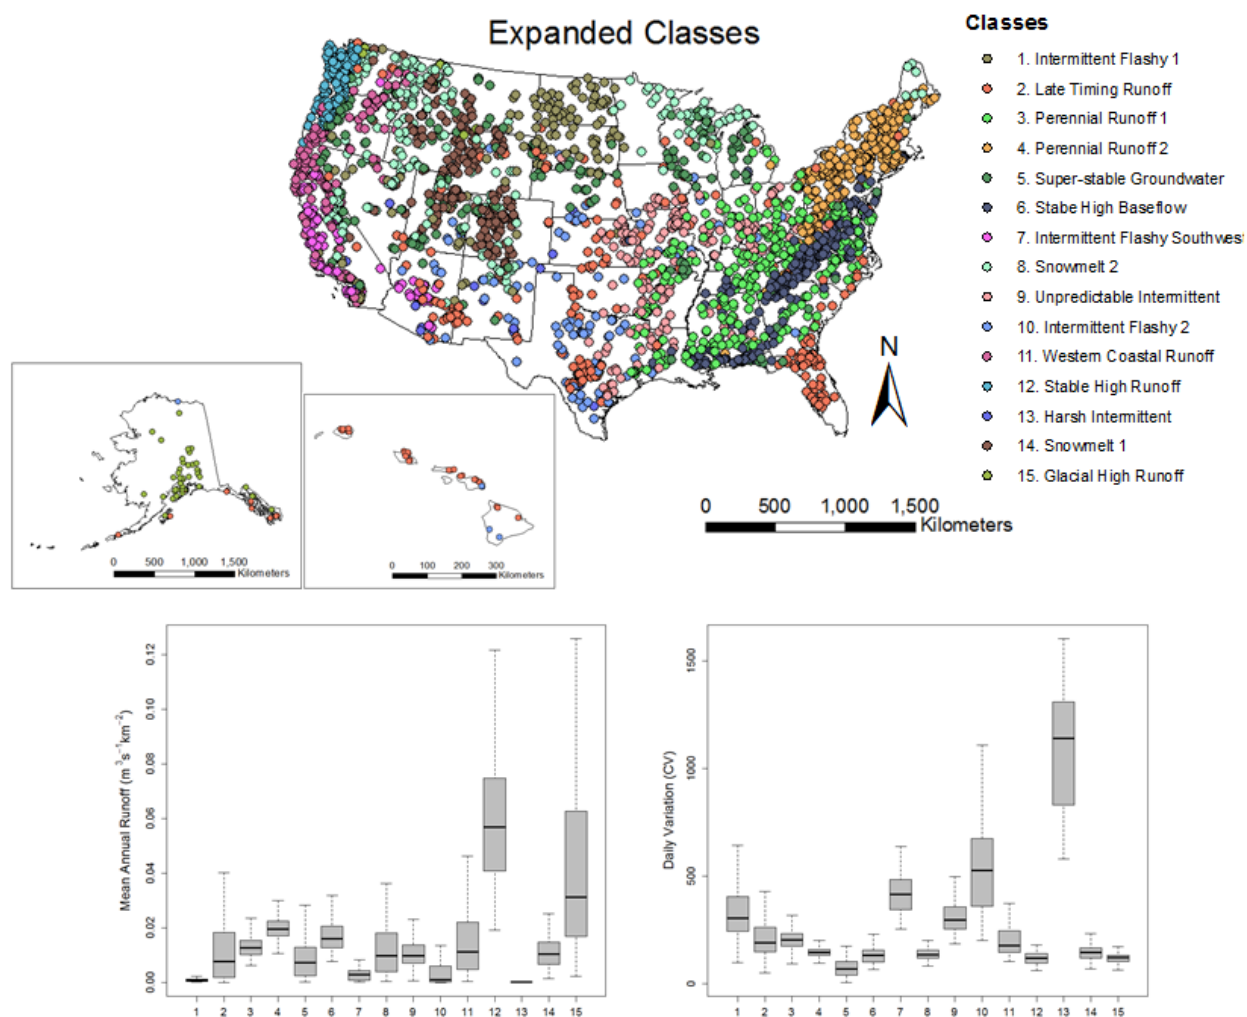 Expanded Classes
Classes
1. Intermittent Flashy 1
2. Late Timing Runoff
3. Perennial Runoff 1
4. Perennial Runoff 2
5. Super-stable Groundwater
6. Stabe High Baseflow
7. Intermittent Flashy Southwest
8. Snowmelt 2
9. Unpredictable Intermittent
10. Intermittent Flashy 2
11. Western Coastal Runoff
12. Stable High Runoff
13. Harsh Intermittent
14. Snowmelt 1
15. Glacial High Runoff
N
0 500 1,000 1,500
Kilometers
0 500 1,000 1,500
Kilometers
0 100 200 300
Kilometers
Mean Annual Runoff (m³s⁻¹km⁻²)
0.12
0.10
0.08
0.06
0.04
0.02
0.00
1 2 3 4 5 6 7 8 9 10 11 12 13 14 15
Daily Variation (CV)
1500
1000
500
0
1 2 3 4 5 6 7 8 9 10 11 12 13 14 15